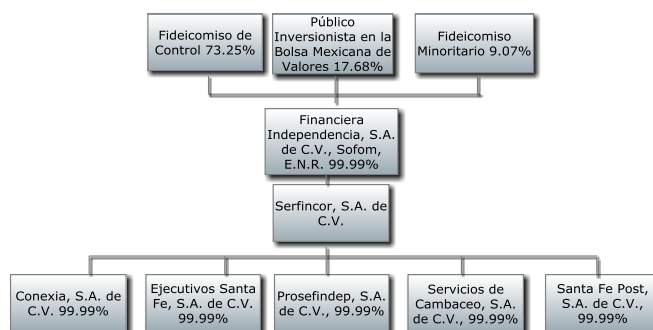 Fideicomiso de
Control 73.25%
Público
Inversionista en la
Bolsa Mexicana de
Valores 17.68%
Fideicomiso
Minoritario 9.07%
Financiera
Independencia, S.A.
de C.V., Sofom,
E.N.R. 99.99%
Serfincor, S.A. de
C.V.
Conexia, S.A. de
C.V. 99.99%
Ejecutivos Santa
Fe, S.A. de C.V.
99.99%
Prosefindep, S.A.
de C.V., 99.99%
Servicios de
Cambaceo, S.A.
de C.V., 99.99%
Santa Fe Post,
S.A. de C.V.,
99.99%